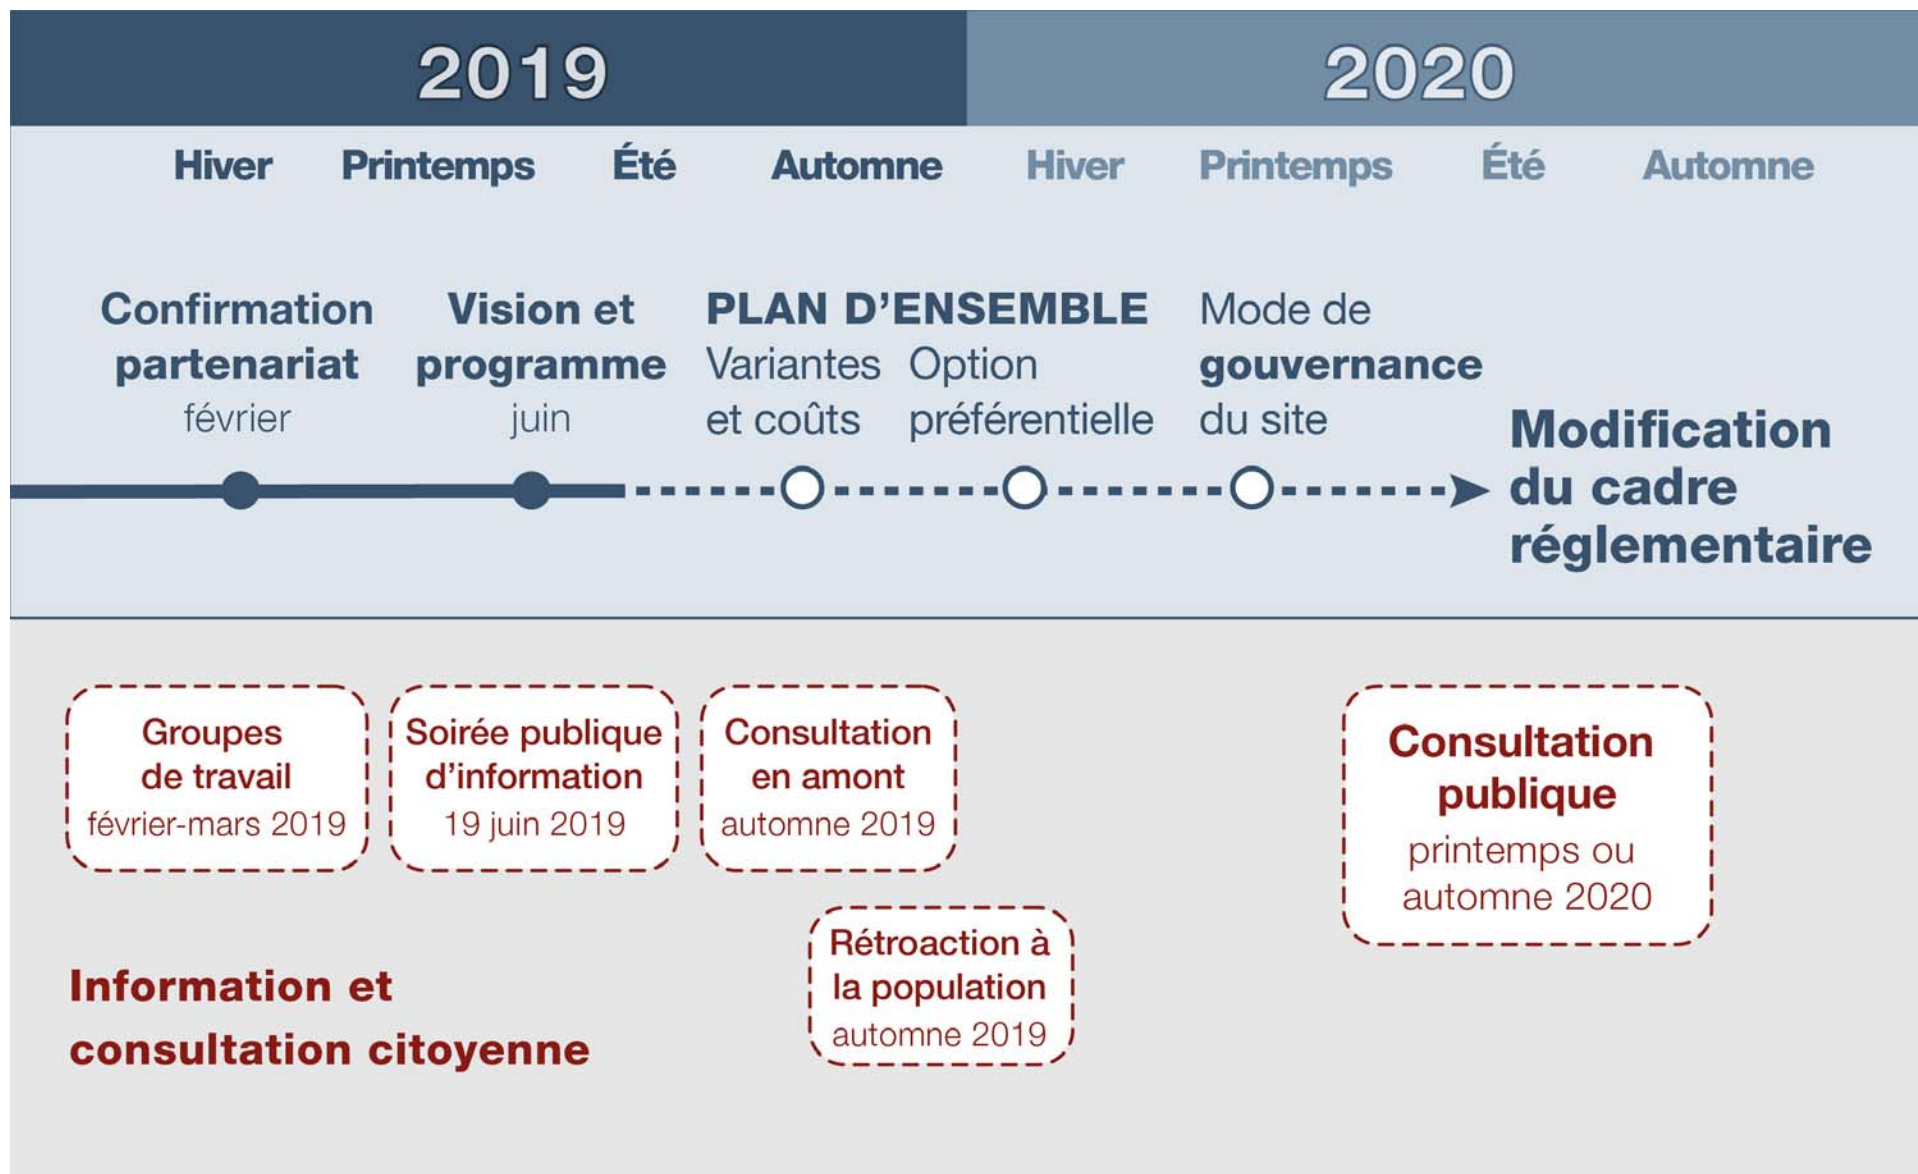 2019
2020
Hiver Printemps Été Automne Hiver Printemps Été Automne
Confirmation
partenariat
février
Vision et
programme
juin
PLAN D'ENSEMBLE
Variantes
et coûts
Option
préférentielle
Mode de
gouvernance
du site
Modification
du cadre
réglementaire
Groupes
de travail
février-mars 2019
Soirée publique
d'information
19 juin 2019
Consultation
en amont
automne 2019
Consultation
publique
printemps ou
automne 2020
Rétroaction à
la population
automne 2019
Information et
consultation citoyenne